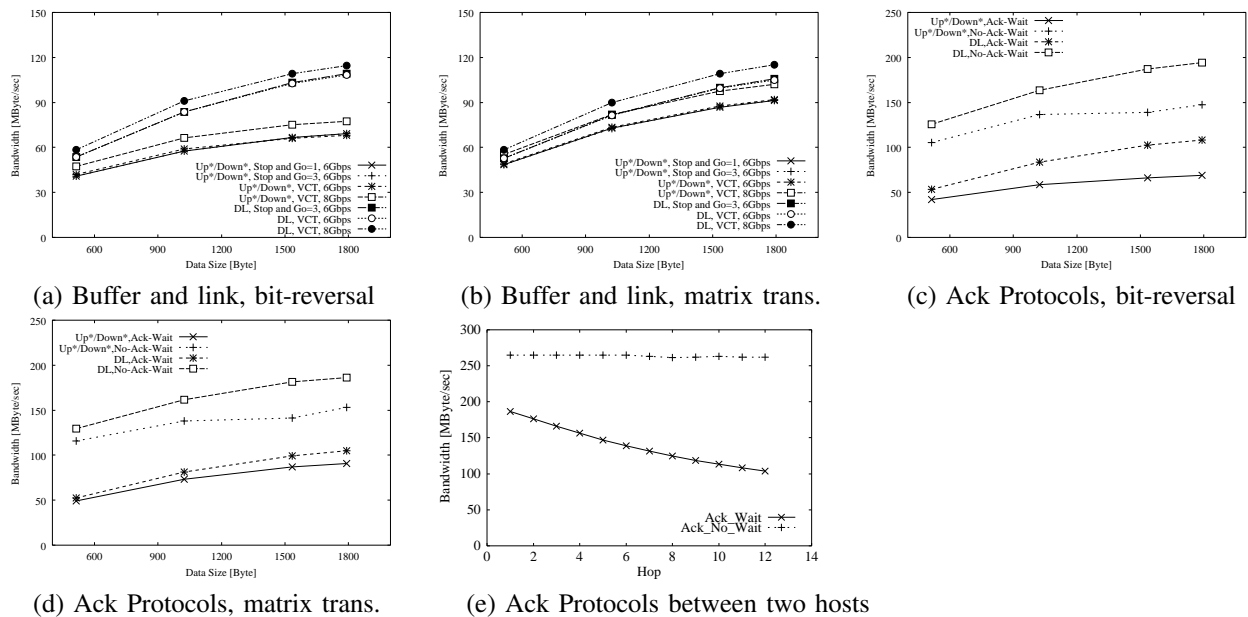 150
120
90
60
30
0
Bandwidth [MByte/sec]
Up*/Down*, Stop and Go=1, 6Gbps
Up*/Down*, Stop and Go=3, 6Gbps
Up*/Down*, VCT, 6Gbps
Up*/Down*, VCT, 8Gbps
DL, Stop and Go=3, 6Gbps
DL, VCT, 6Gbps
DL, VCT, 8Gbps
600 900 1200 1500 1800
Data Size [Byte]
(a) Buffer and link, bit-reversal
150
120
90
60
30
0
Bandwidth [MByte/sec]
Up*/Down*, Stop and Go=1, 6Gbps
Up*/Down*, Stop and Go=3, 6Gbps
Up*/Down*, VCT, 6Gbps
Up*/Down*, VCT, 8Gbps
DL, Stop and Go=3, 6Gbps
DL, VCT, 6Gbps
DL, VCT, 8Gbps
600 900 1200 1500 1800
Data Size [Byte]
(b) Buffer and link, matrix trans.
250
200
150
100
50
0
Bandwidth [MByte/sec]
Up*/Down*,Ack-Wait
Up*/Down*,No-Ack-Wait
DL,Ack-Wait
DL,No-Ack-Wait
600 900 1200 1500 1800
Data Size [Byte]
(c) Ack Protocols, bit-reversal
250
200
150
100
50
0
Bandwidth [MByte/sec]
Up*/Down*,Ack-Wait
Up*/Down*,No-Ack-Wait
DL,Ack-Wait
DL,No-Ack-Wait
600 900 1200 1500 1800
Data Size [Byte]
(d) Ack Protocols, matrix trans.
300
250
200
150
100
50
0
Bandwidth [MByte/sec]
Ack_Wait
Ack_No_Wait
0 2 4 6 8 10 12 14
Hop
(e) Ack Protocols between two hosts